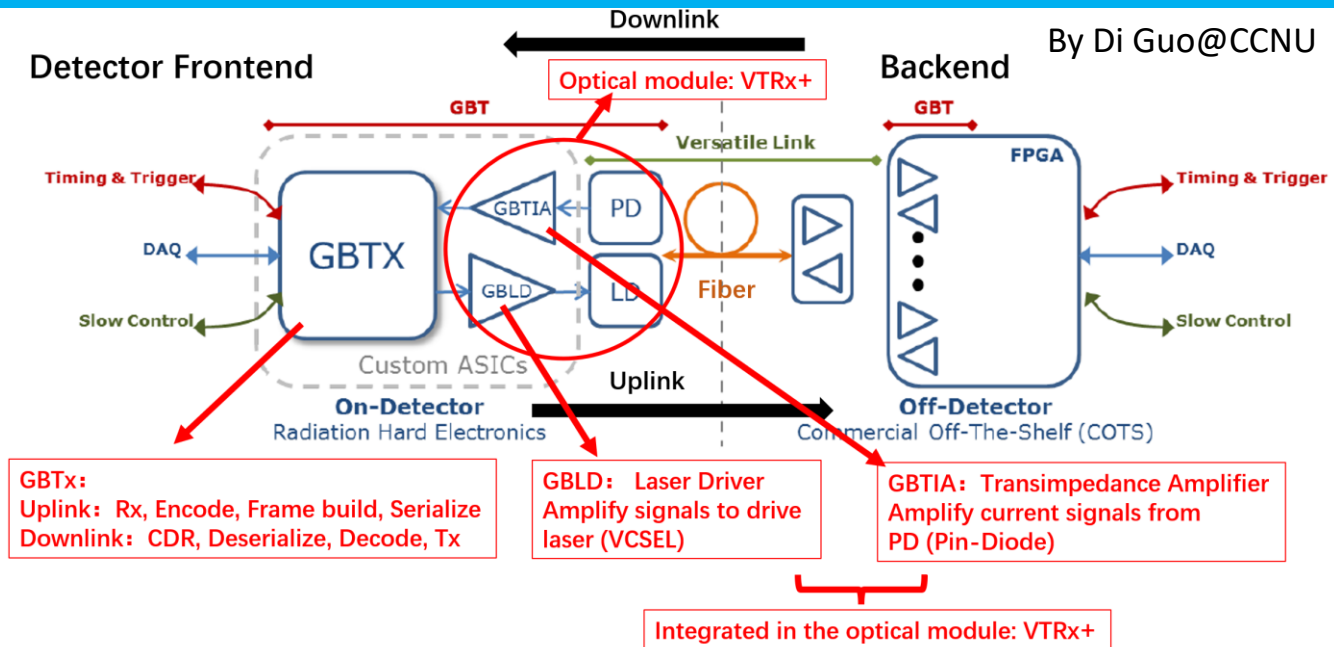 Downlink
By Di Guo@CCNU
Detector Frontend
Backend
Optical module: VTRx+
GBT
GBT
Versatile Link
FPGA
Timing & Trigger
Timing & Trigger
GBTIA
PD
DAQ
GBTX
DAQ
GBLD
LD
Fiber
Slow Control
Slow Control
Custom ASICs
Uplink
On-Detector
Radiation Hard Electronics
Off-Detector
Commercial Off-The-Shelf (COTS)
GBTx:
Uplink: Rx, Encode, Frame build, Serialize
Downlink: CDR, Deserialize, Decode, Tx
GBLD: Laser Driver
Amplify signals to drive
laser (VCSEL)
GBTIA: Transimpedance Amplifier
Amplify current signals from
PD (Pin-Diode)
Integrated in the optical module: VTRx+